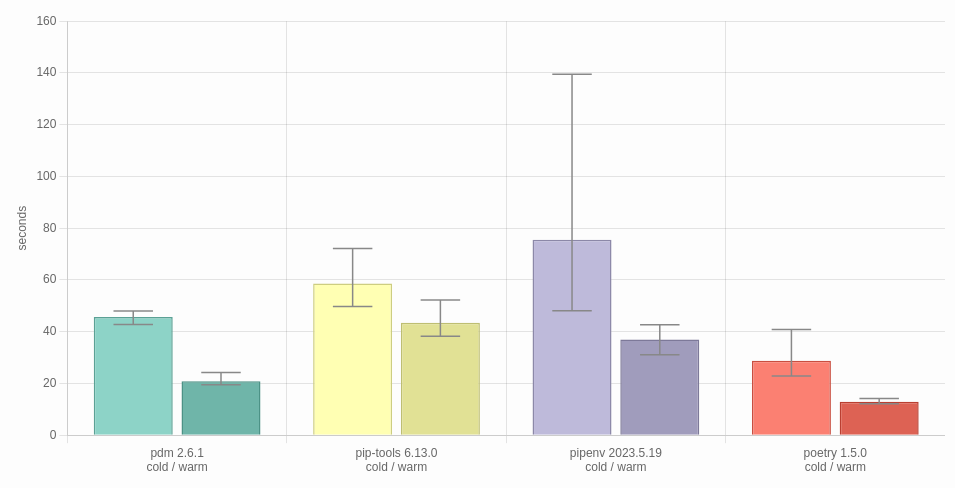 160
140
120
100
80
60
40
20
0
seconds
pdm 2.6.1
cold / warm
pip-tools 6.13.0
cold / warm
pipenv 2023.5.19
cold / warm
poetry 1.5.0
cold / warm